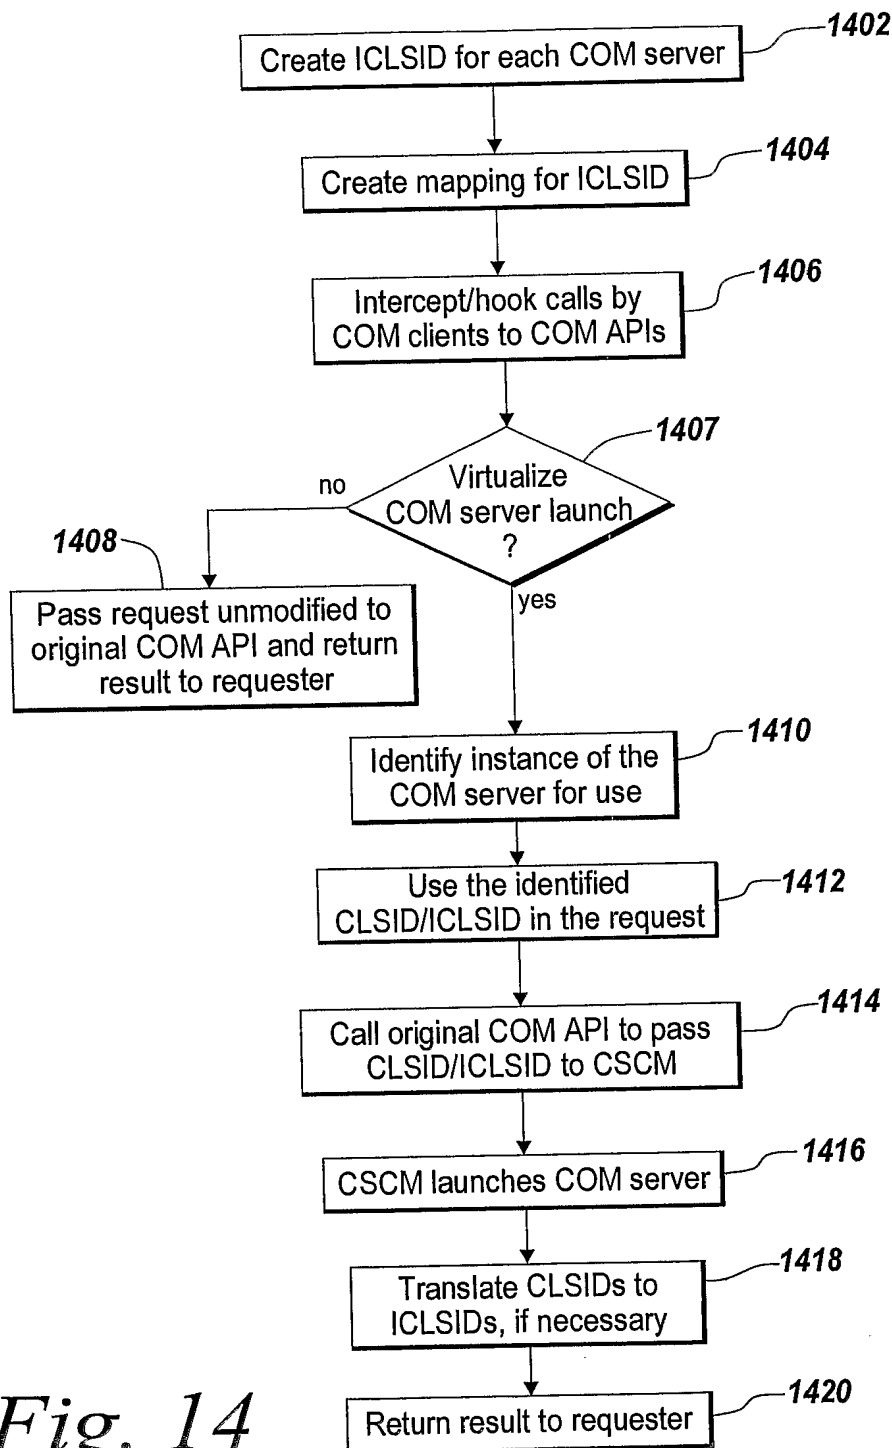 1402
Create ICLSID for each COM server
1404
Create mapping for ICLSID
1406
Intercept/hook calls by
COM clients to COM APIs
1407
Virtualize
COM server launch
?
no
yes
1408
Pass request unmodified to
original COM API and return
result to requester
1410
Identify instance of the
COM server for use
1412
Use the identified
CLSID/ICLSID in the request
1414
Call original COM API to pass
CLSID/ICLSID to CSCM
1416
CSCM launches COM server
1418
Translate CLSIDs to
ICLSIDs, if necessary
1420
Return result to requester
Fig. 14